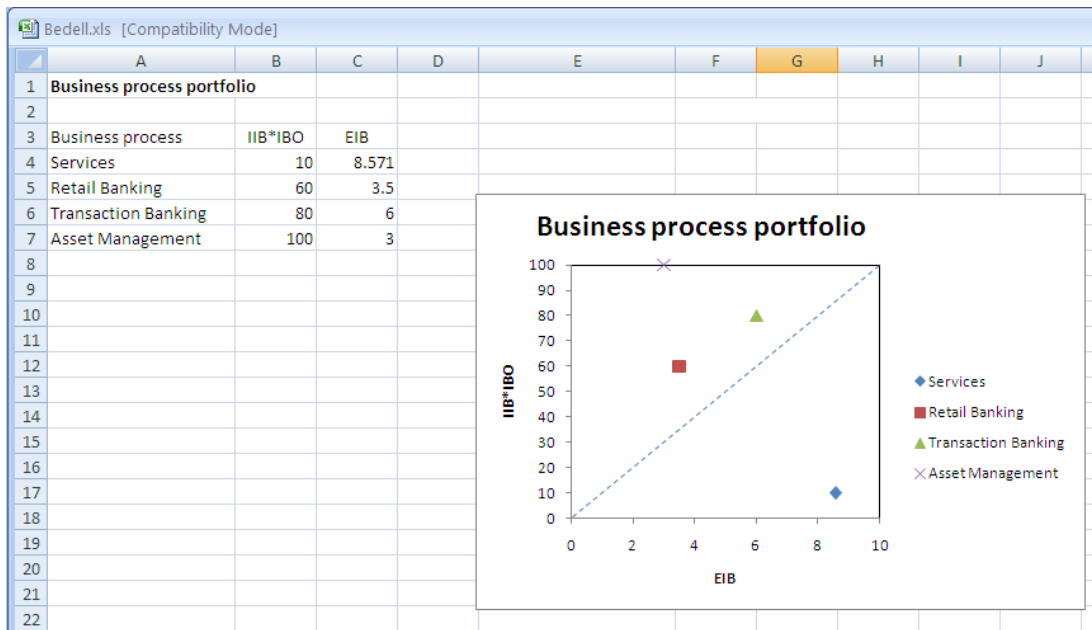 Bedell.xls [Compatibility Mode]
A B C D E F G H I J
1 Business process portfolio
2
3 Business process IIB*IBO EIB
4 Services 10 8.571
5 Retail Banking 60 3.5
6 Transaction Banking 80 6
7 Asset Management 100 3
8
9
10
11
12
13
14
15
16
17
18
19
20
21
22
Business process portfolio
100
90
80
70
60
50
40
30
20
10
0
IIB*IBO
0 2 4 6 8 10
EIB
Services
Retail Banking
Transaction Banking
Asset Management